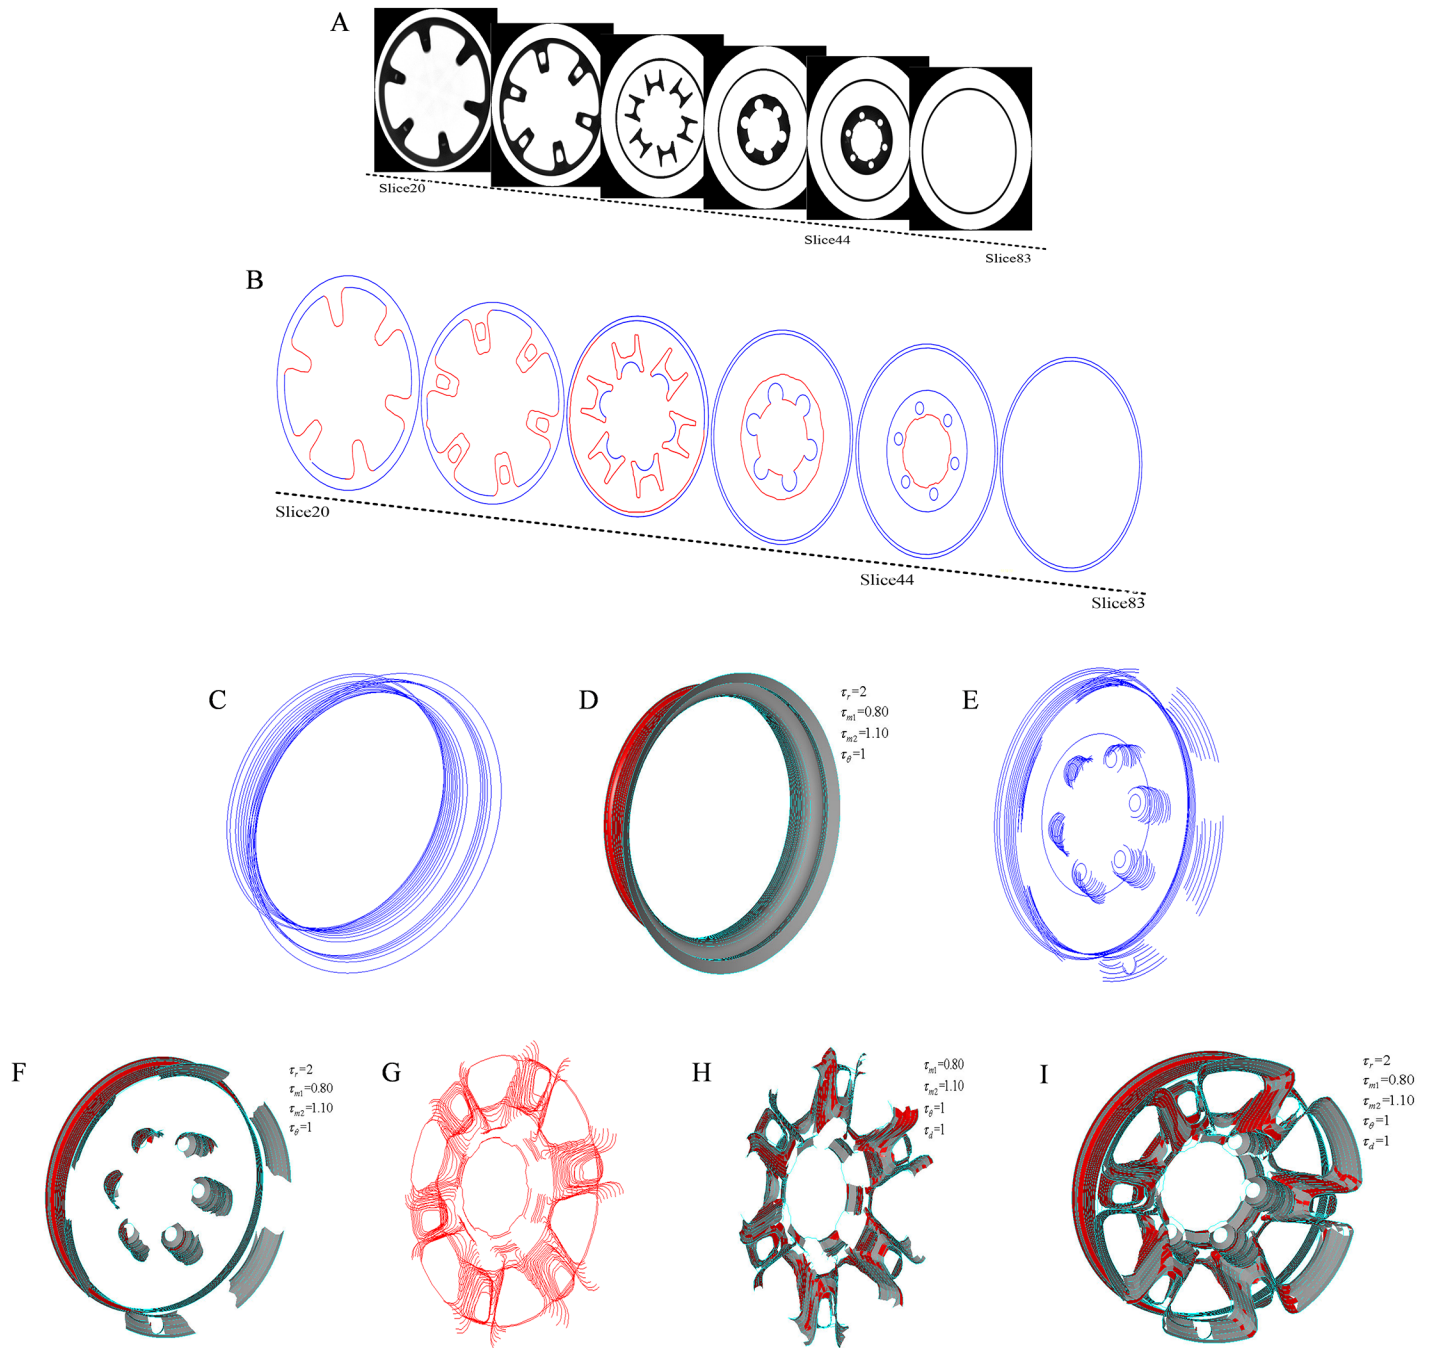 A
Slice20
Slice44
Slice83
B
Slice20
Slice44
Slice83
C
D
τr=2
τm1=0.80
τm2=1.10
τθ=1
E
F
τr=2
τm1=0.80
τm2=1.10
τθ=1
G
H
τm1=0.80
τm2=1.10
τθ=1
τd=1
I
τr=2
τm1=0.80
τm2=1.10
τθ=1
τd=1